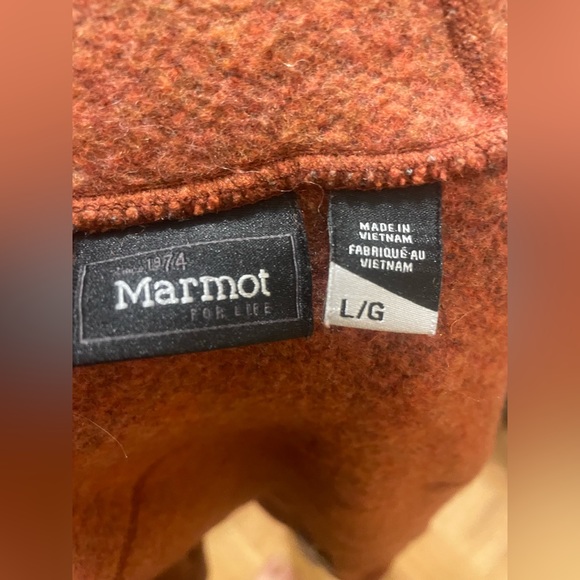 SINCE 1974
Marmot
FOR LIFE
MADE IN
VIETNAM
FABRIQUÉ AU
VIETNAM
L/G